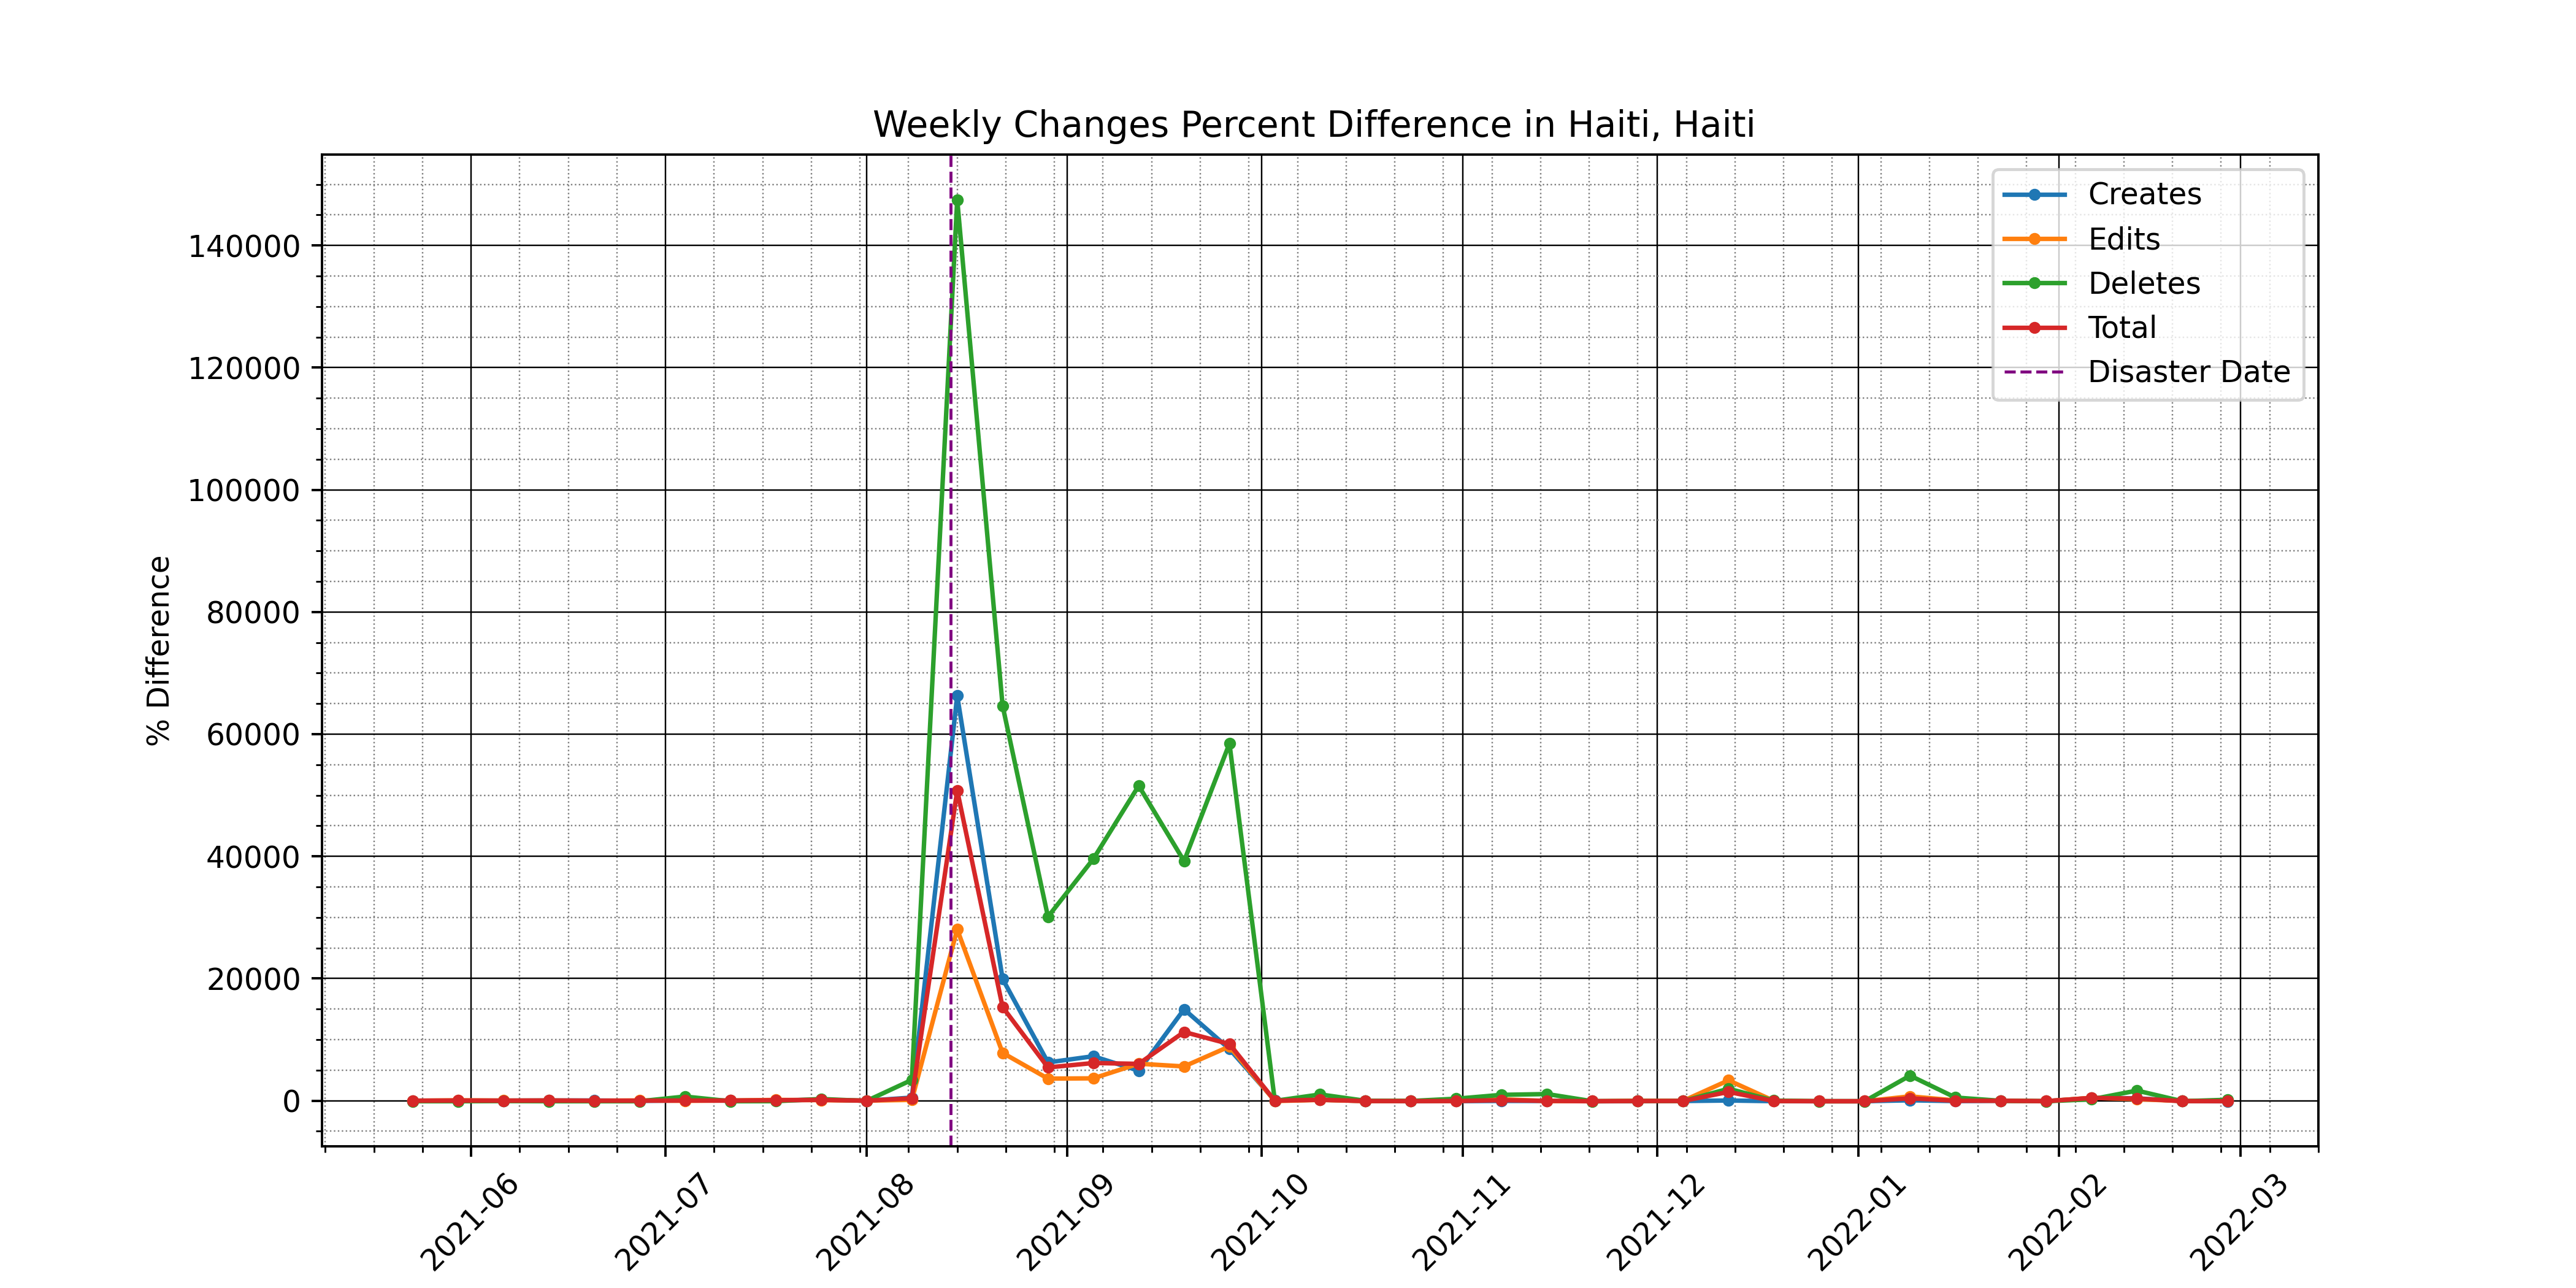 Weekly Changes Percent Difference in Haiti, Haiti
Creates
Edits
Deletes
Total
Disaster Date
% Difference
140000
120000
100000
80000
60000
40000
20000
0
2021-06
2021-07
2021-08
2021-09
2021-10
2021-11
2021-12
2022-01
2022-02
2022-03